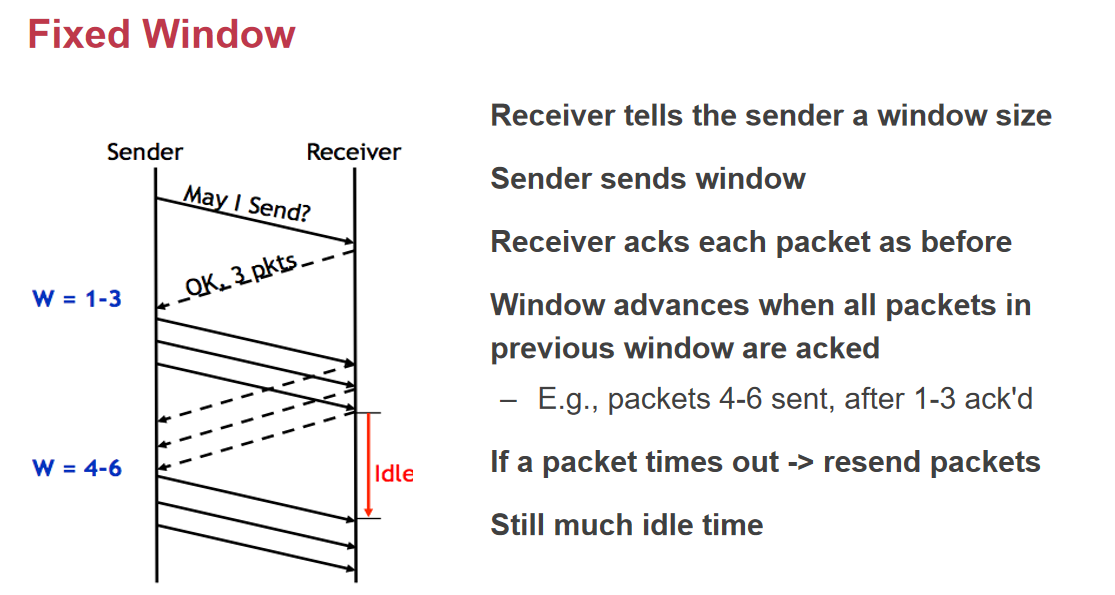 Fixed Window
Sender
Receiver
May I Send?
OK, 3 pkts
W = 1-3
W = 4-6
Idle
Receiver tells the sender a window size
Sender sends window
Receiver acks each packet as before
Window advances when all packets in
previous window are acked
– E.g., packets 4-6 sent, after 1-3 ack'd
If a packet times out -> resend packets
Still much idle time